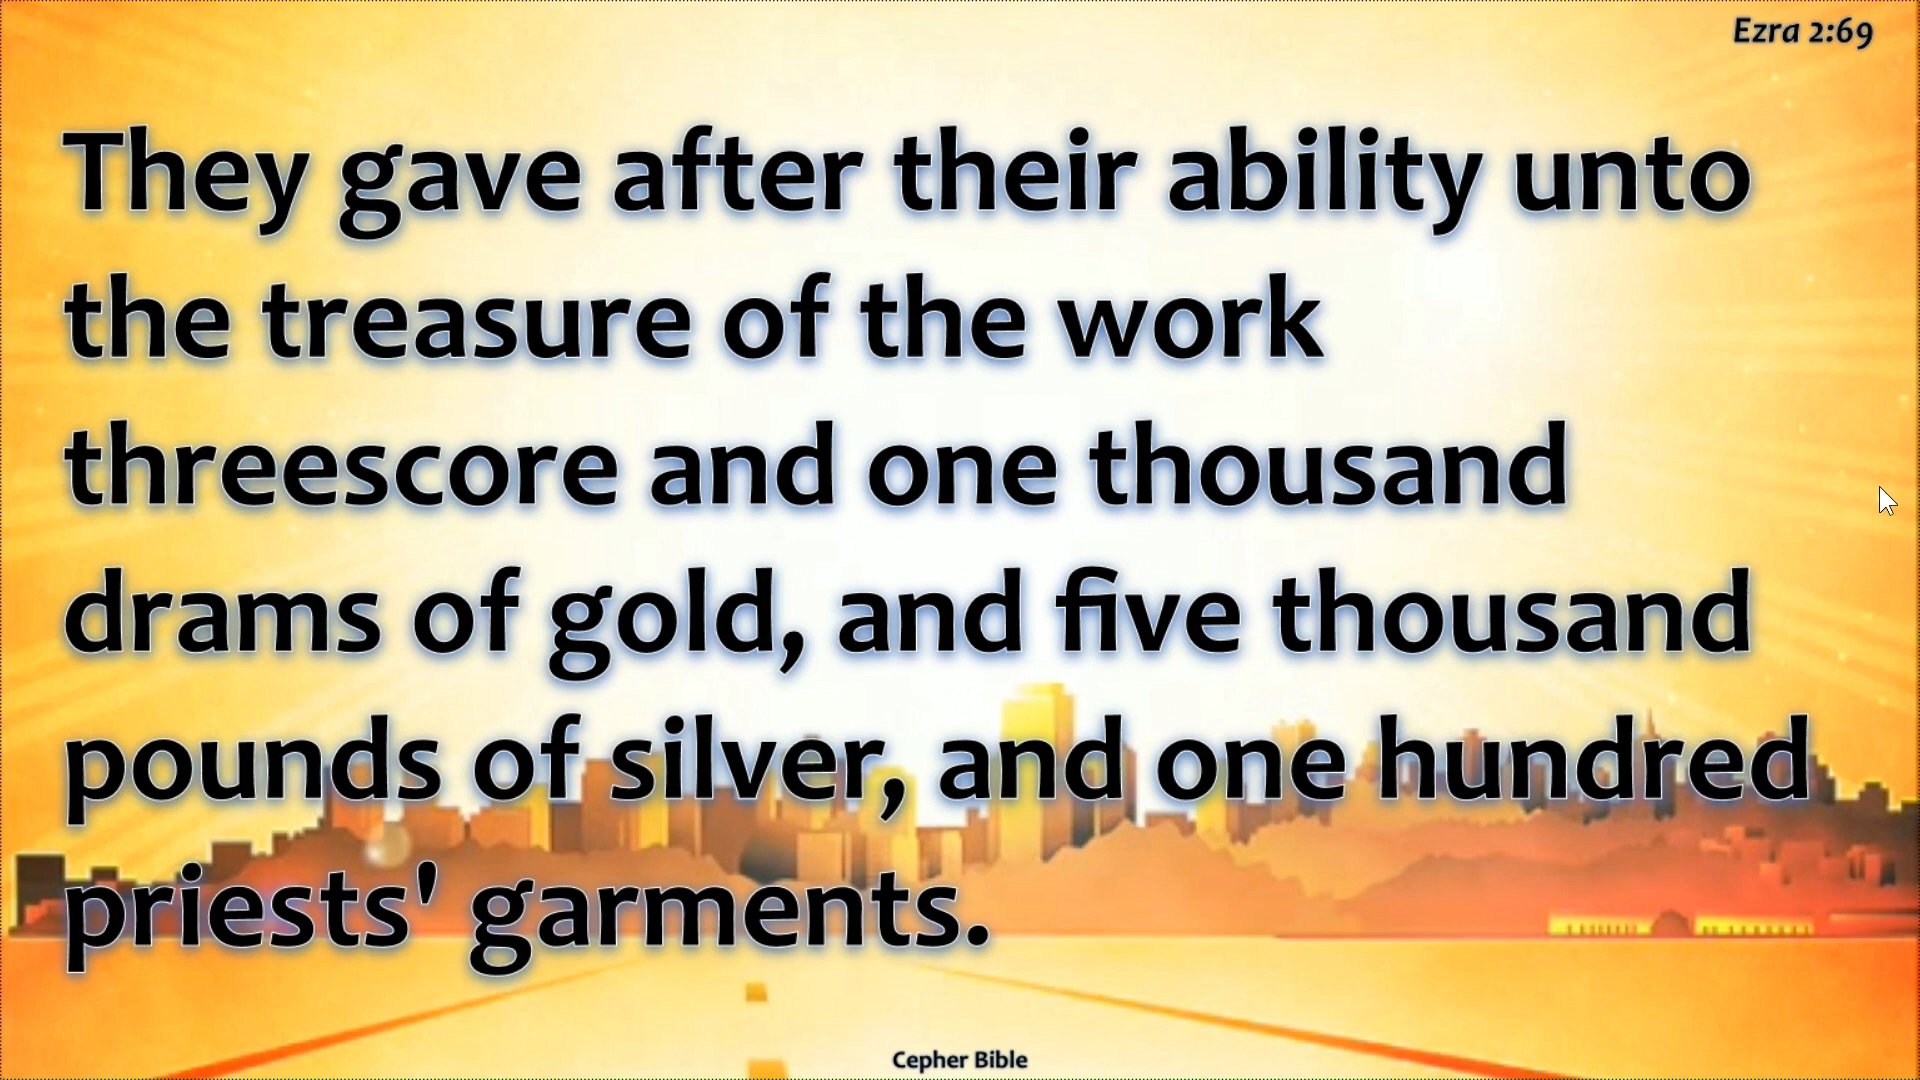 Ezra 2:69
They gave after their ability unto
the treasure of the work
threescore and one thousand
drams of gold, and five thousand
pounds of silver, and one hundred
priests' garments.
Cepher Bible